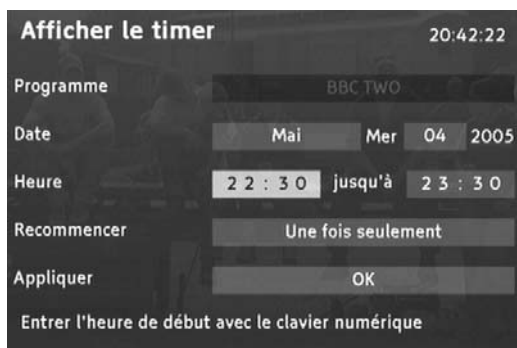 Afficher le timer 20:42:22
Programme BBC TWO
Date Mai Mer 04 2005
Heure 22:30 jusqu'à 23:30
Recommencer Une fois seulement
Appliquer OK
Entrer l'heure de début avec le clavier numérique